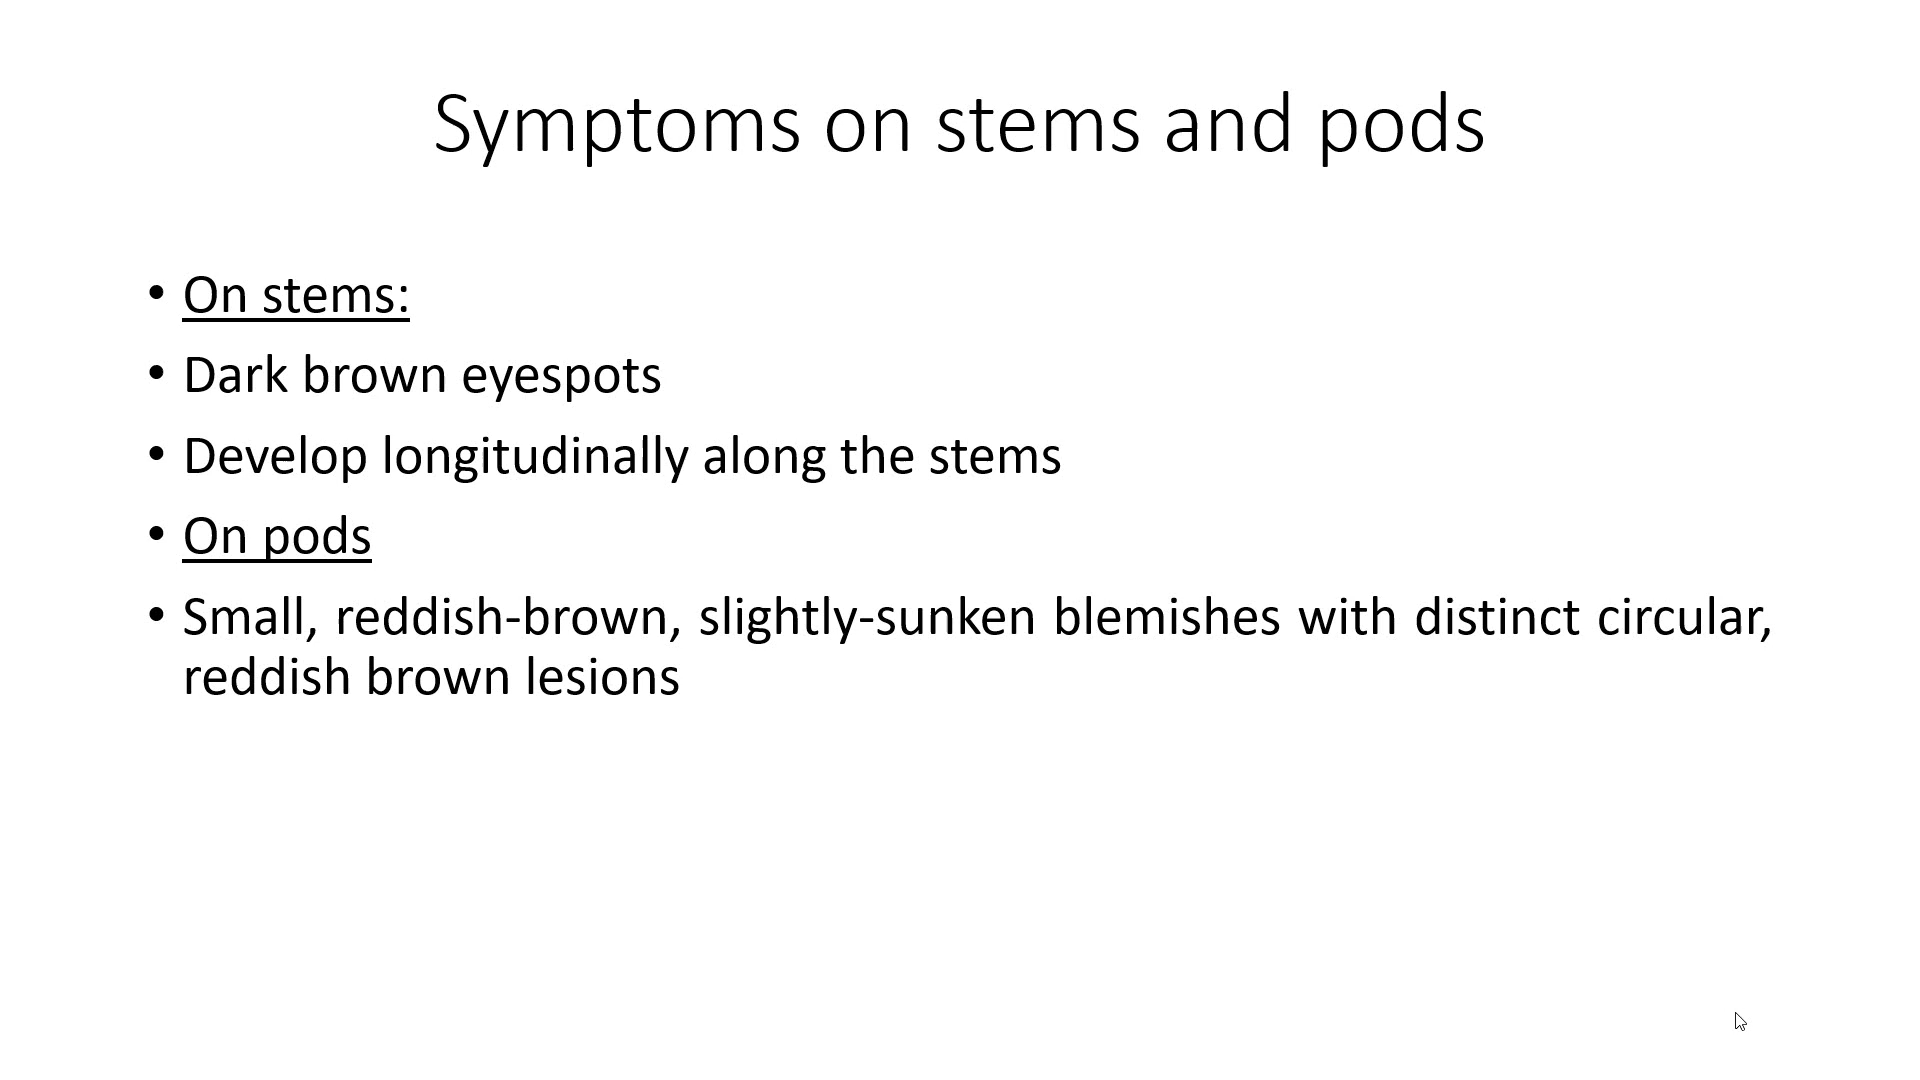 Symptoms on stems and pods
• On stems:
• Dark brown eyespots
• Develop longitudinally along the stems
• On pods
• Small, reddish-brown, slightly-sunken blemishes with distinct circular,
reddish brown lesions